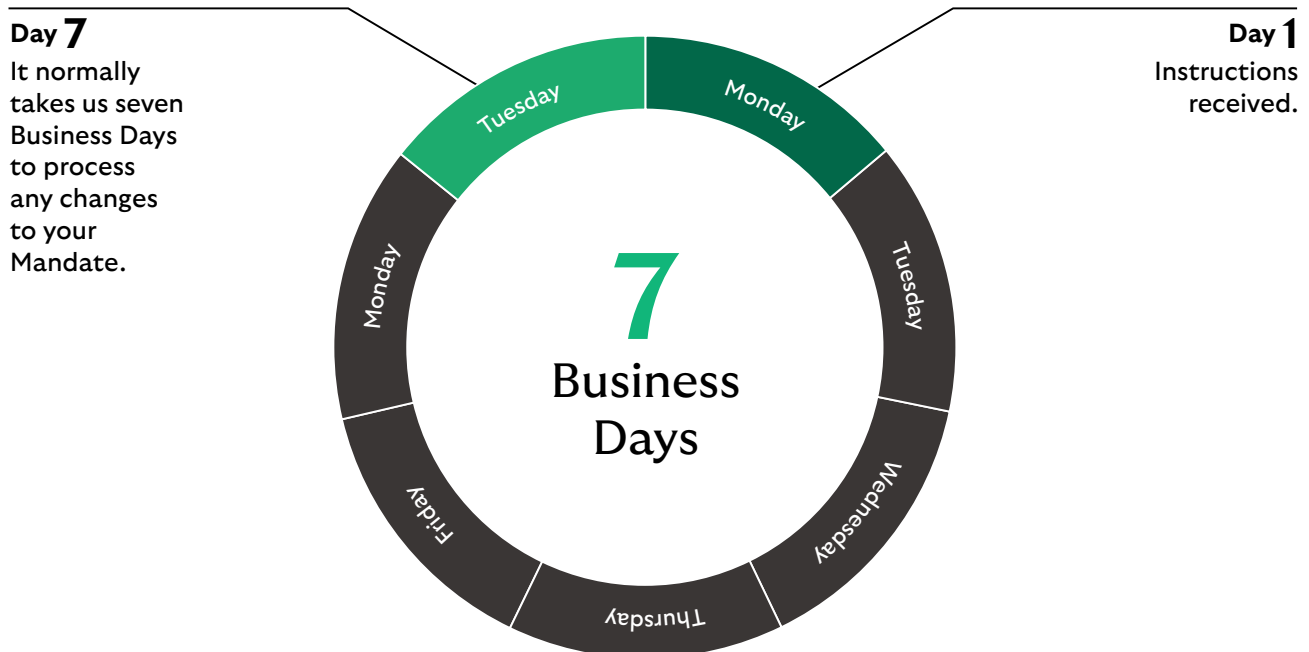 Day 7
It normally
takes us seven
Business Days
to process
any changes
to your
Mandate.
Day 1
Instructions
received.
Monday
Tuesday
Wednesday
Thursday
Friday
Monday
Tuesday
7
Business
Days